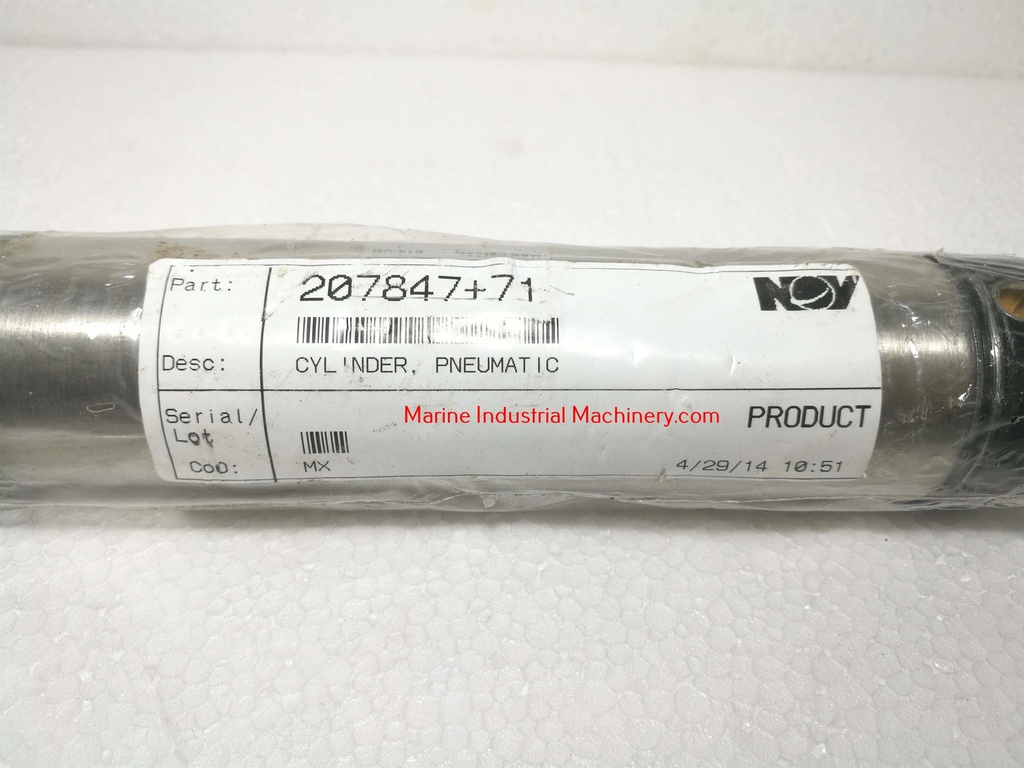 Part: 207847+71
NOV
Desc: CYLINDER, PNEUMATIC
Serial/
Lot
Marine Industrial Machinery.com
PRODUCT
CoO: MX
4/29/14 10:51